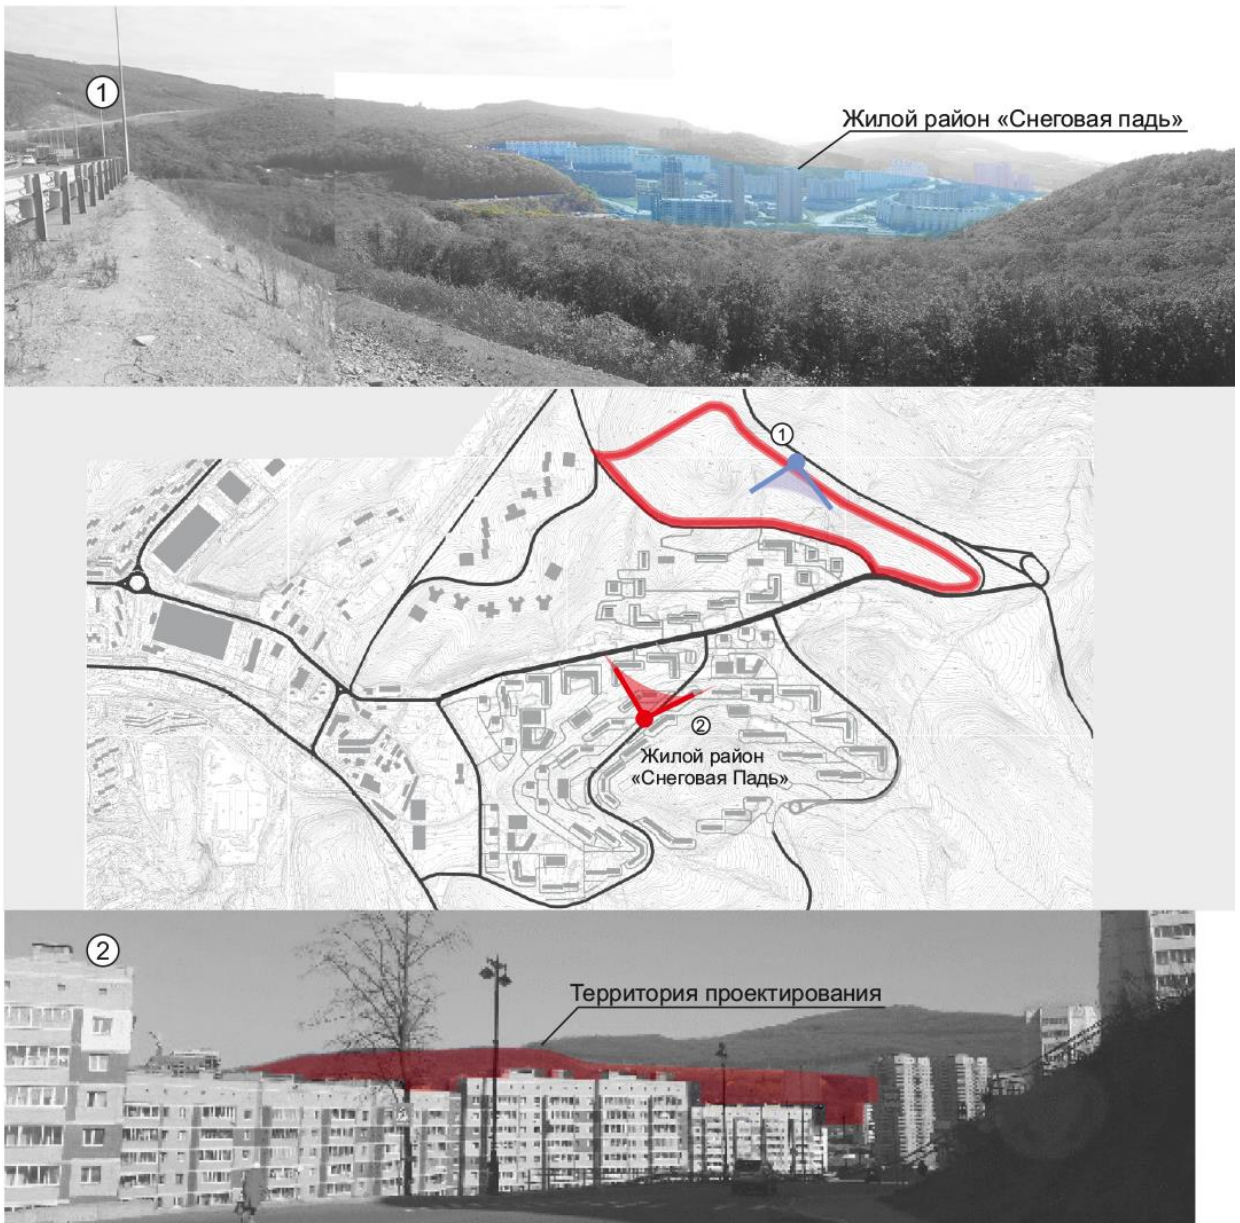 1
Жилой район «Снеговая падь»
1
2
Жилой район
«Снеговая Падь»
2
Территория проектирования